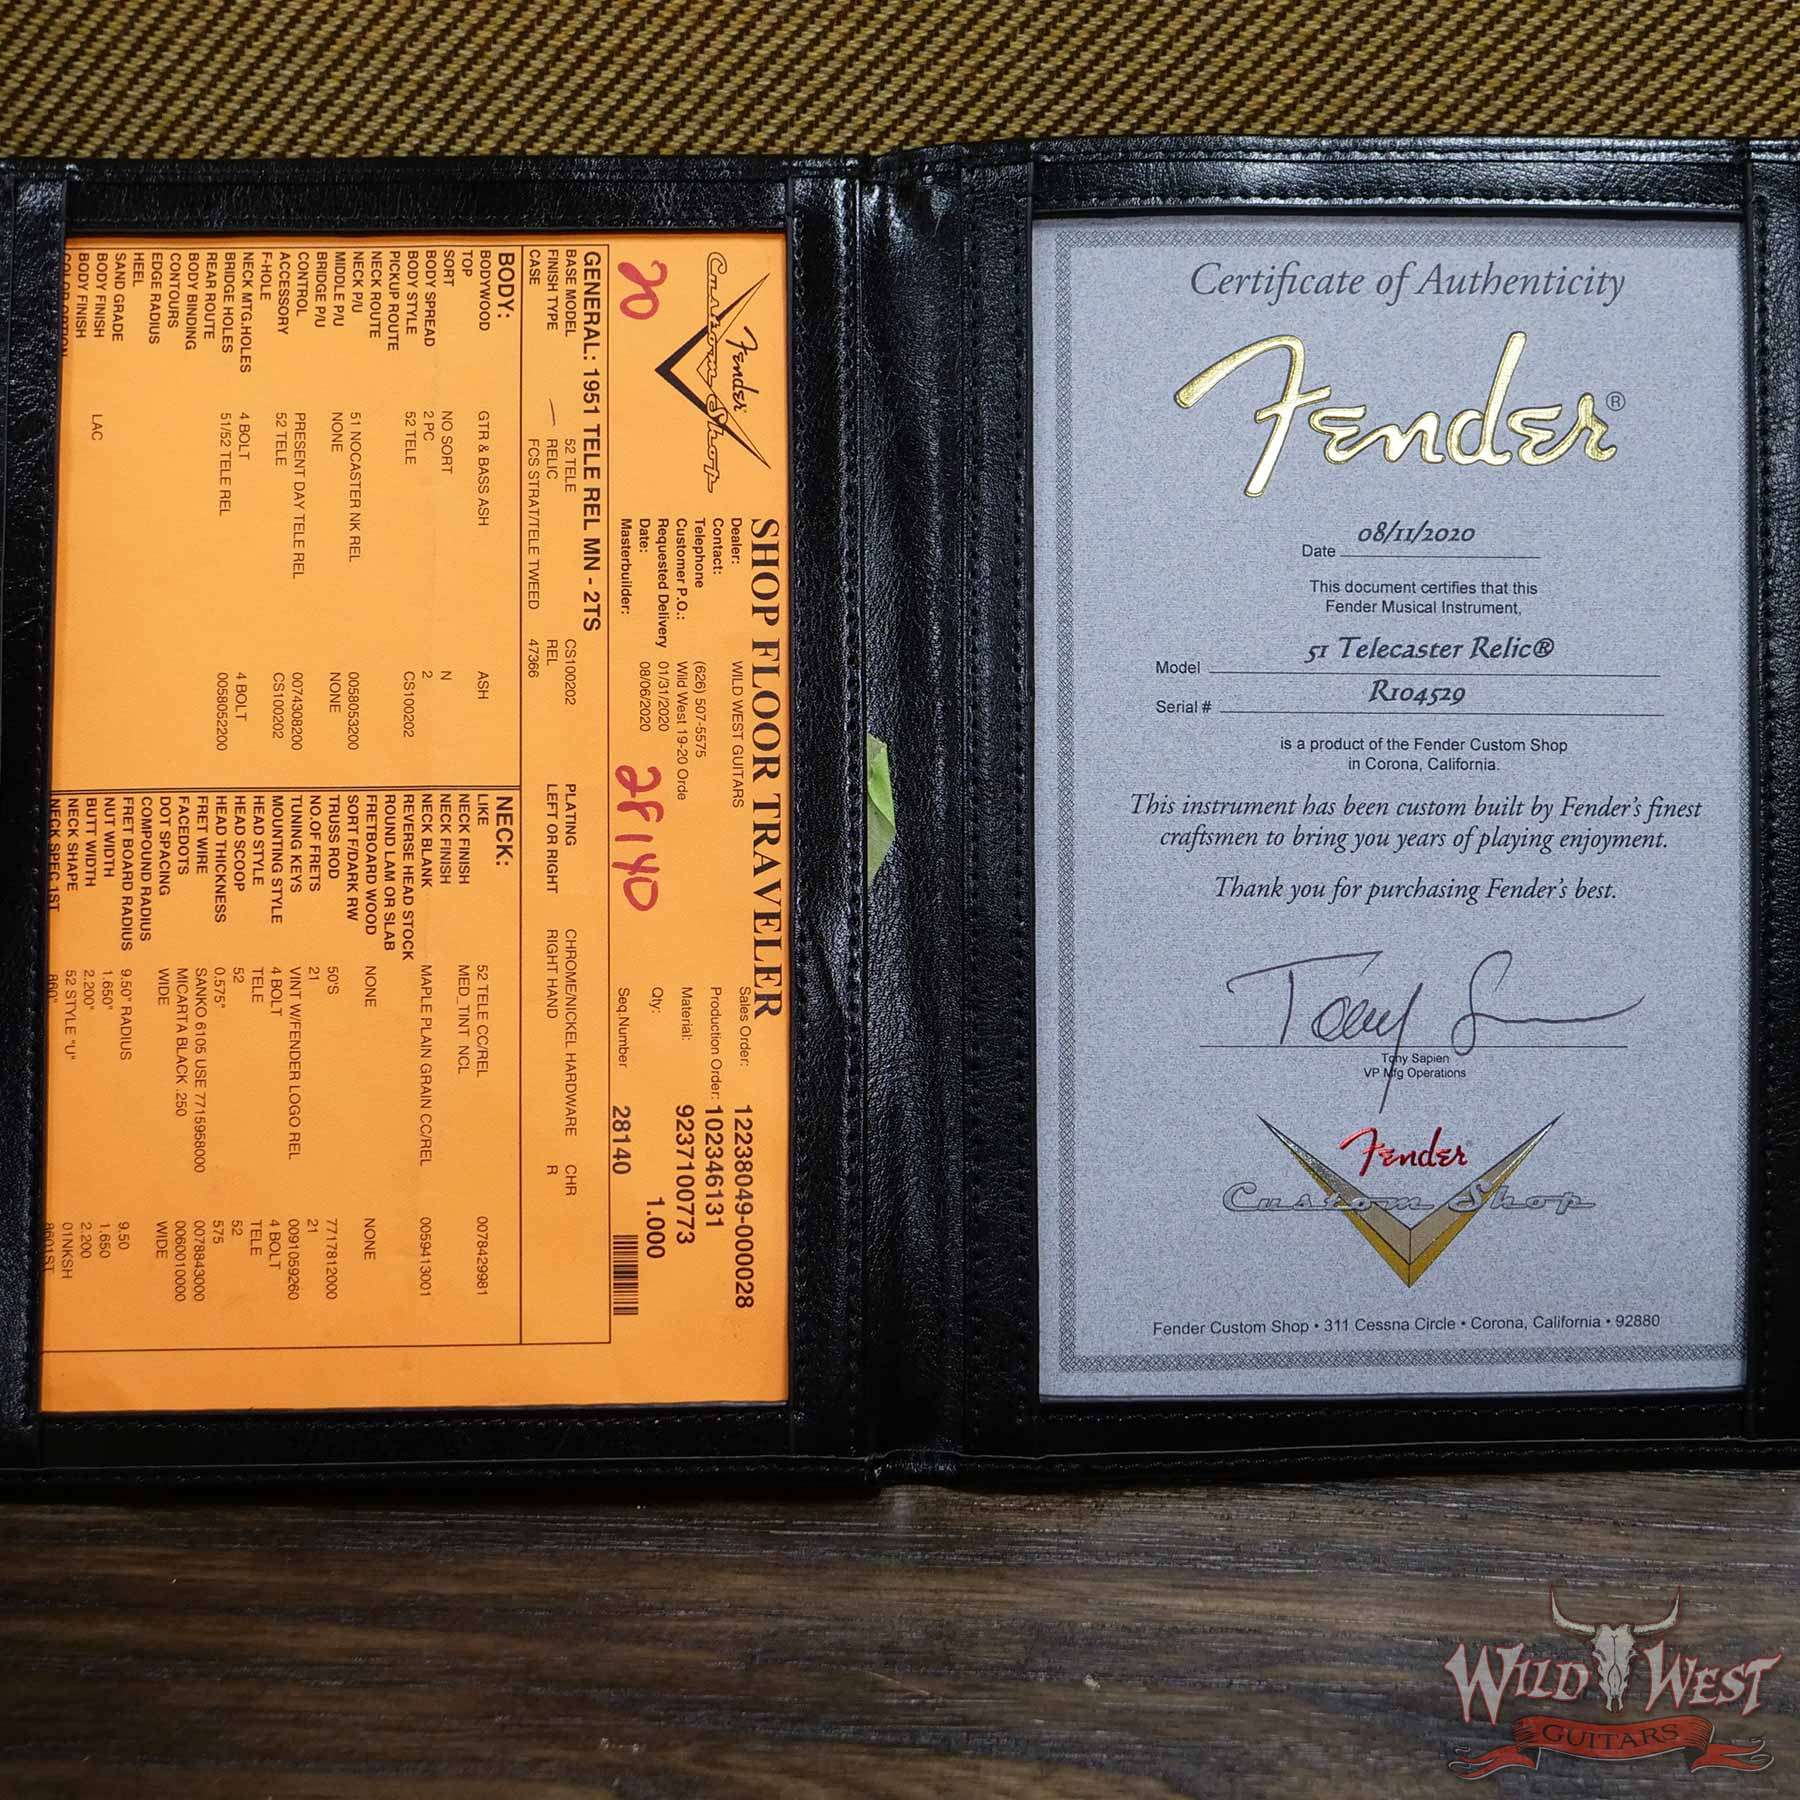 Fender
Custom Shop
SHOP FLOOR TRAVELER
20
28140
Dealer: WILD WEST GUITARS
Contact:
Telephone (626) 507-5575
Customer P.O.: Wild West 19-20 Orde
Requested Delivery 01/31/2020
Date: 08/06/2020
Masterbuilder:
Sales Order: 12238049-000028
Production Order: 102346131
Material: 9237100773
Qty: 1.000
Seq.Number 28140
GENERAL: 1951 TELE REL MN - 2TS
BASE MODEL 52 TELE CS100202 PLATING CHROME/NICKEL HARDWARE CHR
FINISH TYPE RELIC REL LEFT OR RIGHT RIGHT HAND R
CASE FCS STRAT/TELE TWEED 47366
BODY:
BODYWOOD GTR & BASS ASH ASH
TOP
SORT NO SORT N
BODY SPREAD 2 PC 2
BODY STYLE 52 TELE CS100202
PICKUP ROUTE
NECK ROUTE
NECK P/U 51 NOCASTER NK REL 0058053200
MIDDLE P/U NONE NONE
BRIDGE P/U
CONTROL PRESENT DAY TELE REL 0074308200
ACCESSORY 52 TELE CS100202
F-HOLE
NECK MTG.HOLES 4 BOLT 4 BOLT
BRIDGE HOLES 51/52 TELE REL 0058052200
REAR ROUTE
BODY BINDING
CONTOURS
EDGE RADIUS
HEEL
SAND GRADE
BODY FINISH LAC
BODY FINISH
COLOR OPTION
NECK:
LIKE 52 TELE CC/REL 0078429981
NECK FINISH MED_TINT NCL
NECK FINISH
NECK BLANK MAPLE PLAIN GRAIN CC/REL 0059413001
REVERSE HEAD STOCK
ROUND LAM OR SLAB
FRETBOARD WOOD NONE NONE
SORT F/DARK RW
TRUSS ROD 50'S 7717812000
NO.OF FRETS 21 21
TUNING KEYS VINT W/FENDER LOGO REL 0091059260
MOUNTING STYLE 4 BOLT 4 BOLT
HEAD STYLE TELE TELE
HEAD SCOOP 52 52
HEAD THICKNESS 0.575" 575
FRET WIRE SANKO 6105 USE 7715958000 0078843000
FACEDOTS MICARTA BLACK .250 0060010000
DOT SPACING WIDE WIDE
COMPOUND RADIUS
FRET BOARD RADIUS 9.50" RADIUS 9.50
NUT WIDTH 1.650" 1.650
BUTT WIDTH 2.200" 2.200
NECK SHAPE 52 STYLE "U" 01NKSH
NECK SPEC 1ST .860" 8601ST
Certificate of Authenticity
Fender®
08/11/2020
Date
This document certifies that this
Fender Musical Instrument,
Model 51 Telecaster Relic®
Serial # R104529
is a product of the Fender Custom Shop
in Corona, California.
This instrument has been custom built by Fender's finest
craftsmen to bring you years of playing enjoyment.
Thank you for purchasing Fender's best.
Tony Sapien
VP Mfg Operations
Fender
Custom Shop
Fender Custom Shop • 311 Cessna Circle • Corona, California • 92880
WILD WEST
GUITARS